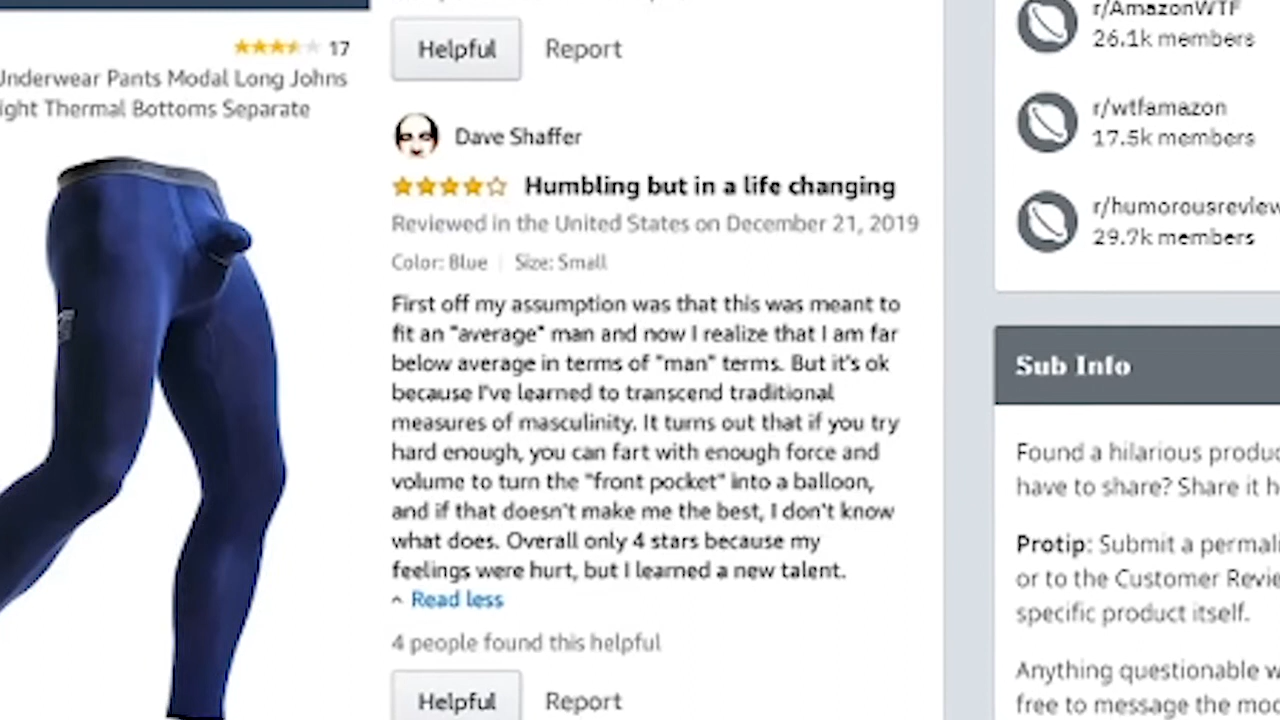 17
Underwear Pants Modal Long Johns
ight Thermal Bottoms Separate
Helpful Report
Dave Shaffer
Humbling but in a life changing
Reviewed in the United States on December 21, 2019
Color: Blue | Size: Small
First off my assumption was that this was meant to
fit an "average" man and now I realize that I am far
below average in terms of "man" terms. But it's ok
because I've learned to transcend traditional
measures of masculinity. It turns out that if you try
hard enough, you can fart with enough force and
volume to turn the "front pocket" into a balloon,
and if that doesn't make me the best, I don't know
what does. Overall only 4 stars because my
feelings were hurt, but I learned a new talent.
Read less
4 people found this helpful
Helpful Report
r/AmazonWTF
26.1k members
r/wtfamazon
17.5k members
r/humorousreview
29.7k members
Sub Info
Found a hilarious produc
have to share? Share it h
Protip: Submit a permali
or to the Customer Revie
specific product itself.
Anything questionable w
free to message the mod